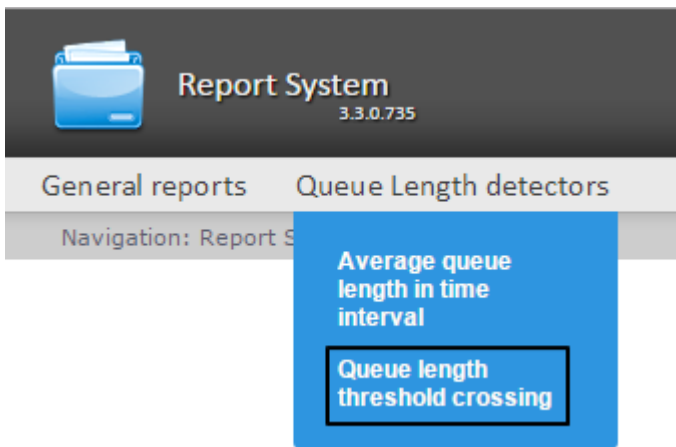 Report System
3.3.0.735
General reports Queue Length detectors
Navigation: Report S
Average queue
length in time
interval
Queue length
threshold crossing